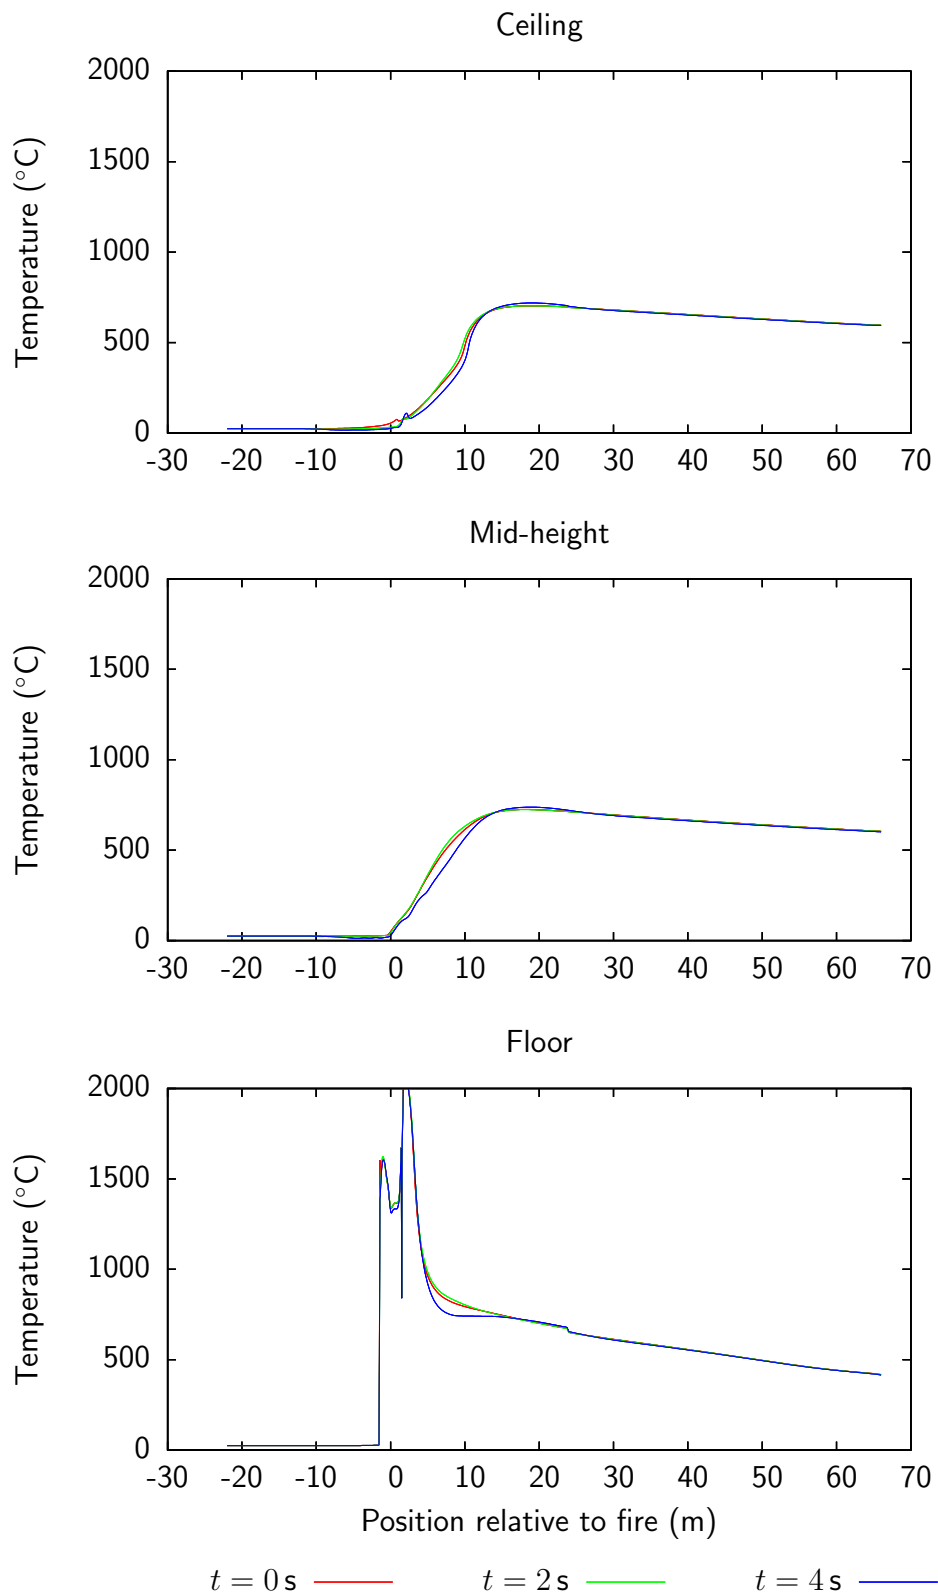 Ceiling
Temperature (°C)
2000
1500
1000
500
0
-30 -20 -10 0 10 20 30 40 50 60 70
Mid-height
Temperature (°C)
2000
1500
1000
500
0
-30 -20 -10 0 10 20 30 40 50 60 70
Floor
Temperature (°C)
2000
1500
1000
500
0
-30 -20 -10 0 10 20 30 40 50 60 70
Position relative to fire (m)
t = 0 s t = 2 s t = 4 s